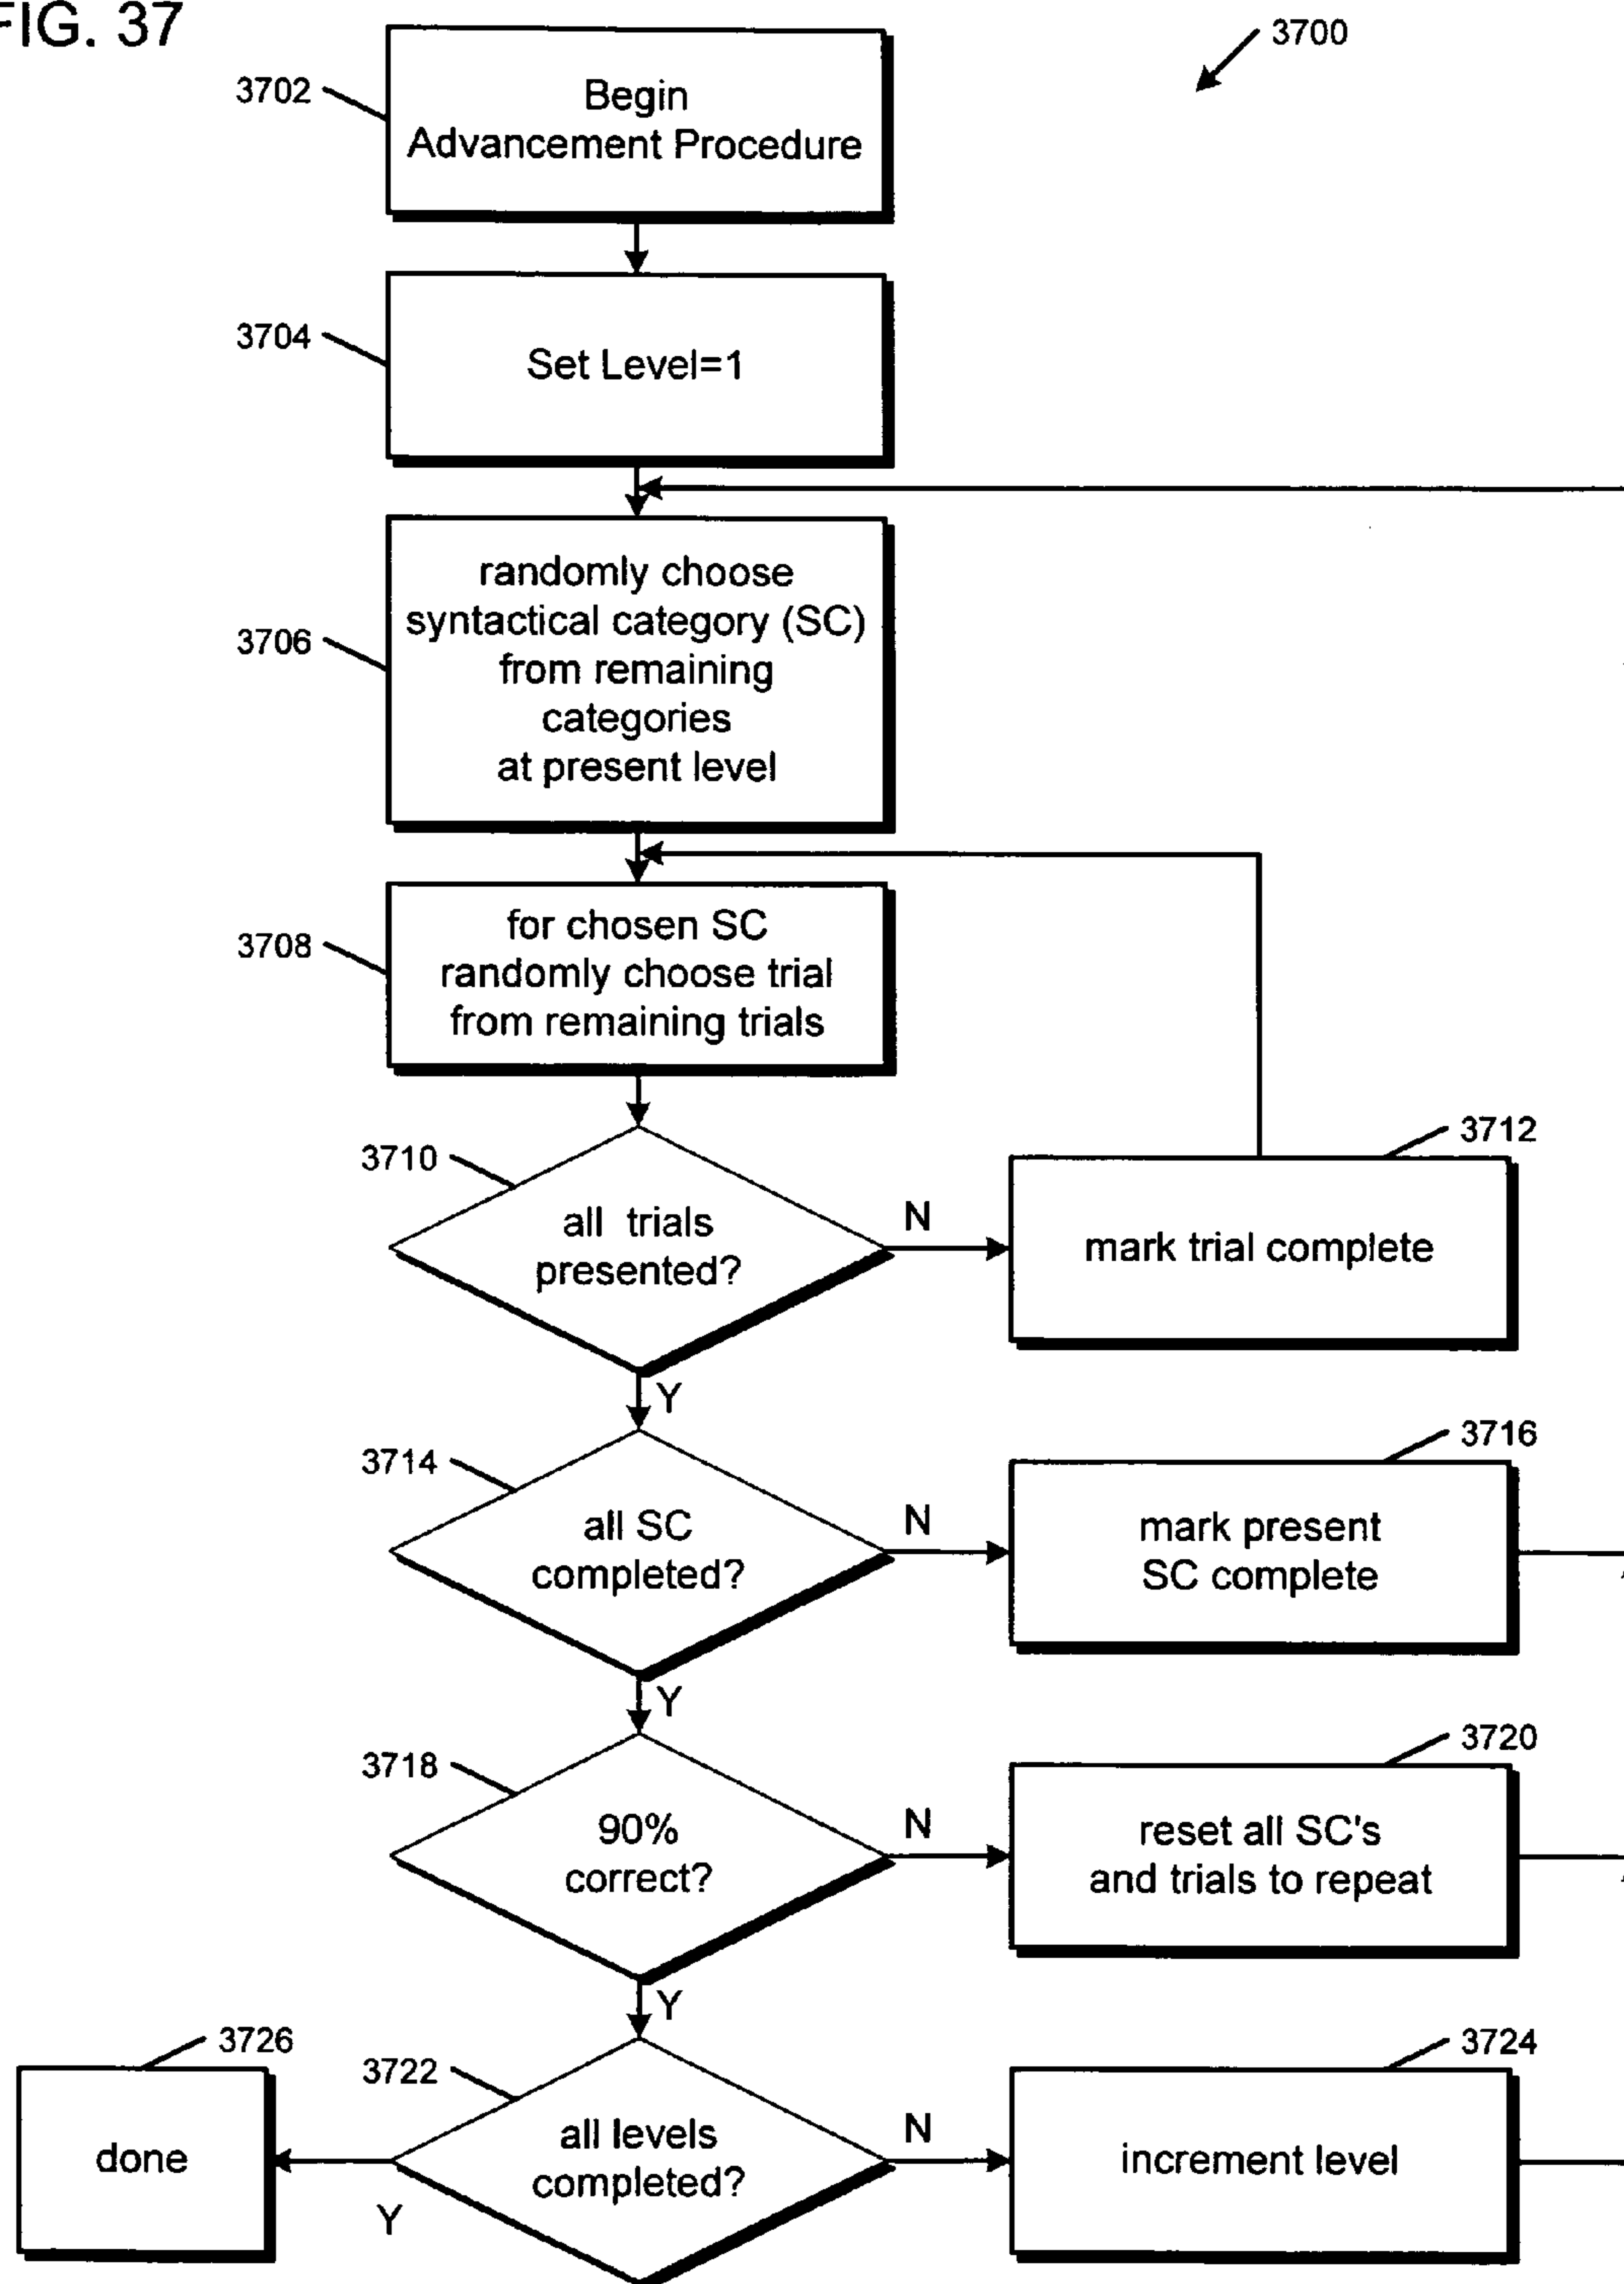 FIG. 37
3700
3702
Begin
Advancement Procedure
3704
Set Level=1
3706
randomly choose
syntactical category (SC)
from remaining
categories
at present level
3708
for chosen SC
randomly choose trial
from remaining trials
3710
all trials
presented?
N
3712
mark trial complete
Y
3714
all SC
completed?
N
3716
mark present
SC complete
Y
3718
90%
correct?
N
3720
reset all SC's
and trials to repeat
Y
3722
all levels
completed?
N
3724
increment level
Y
3726
done